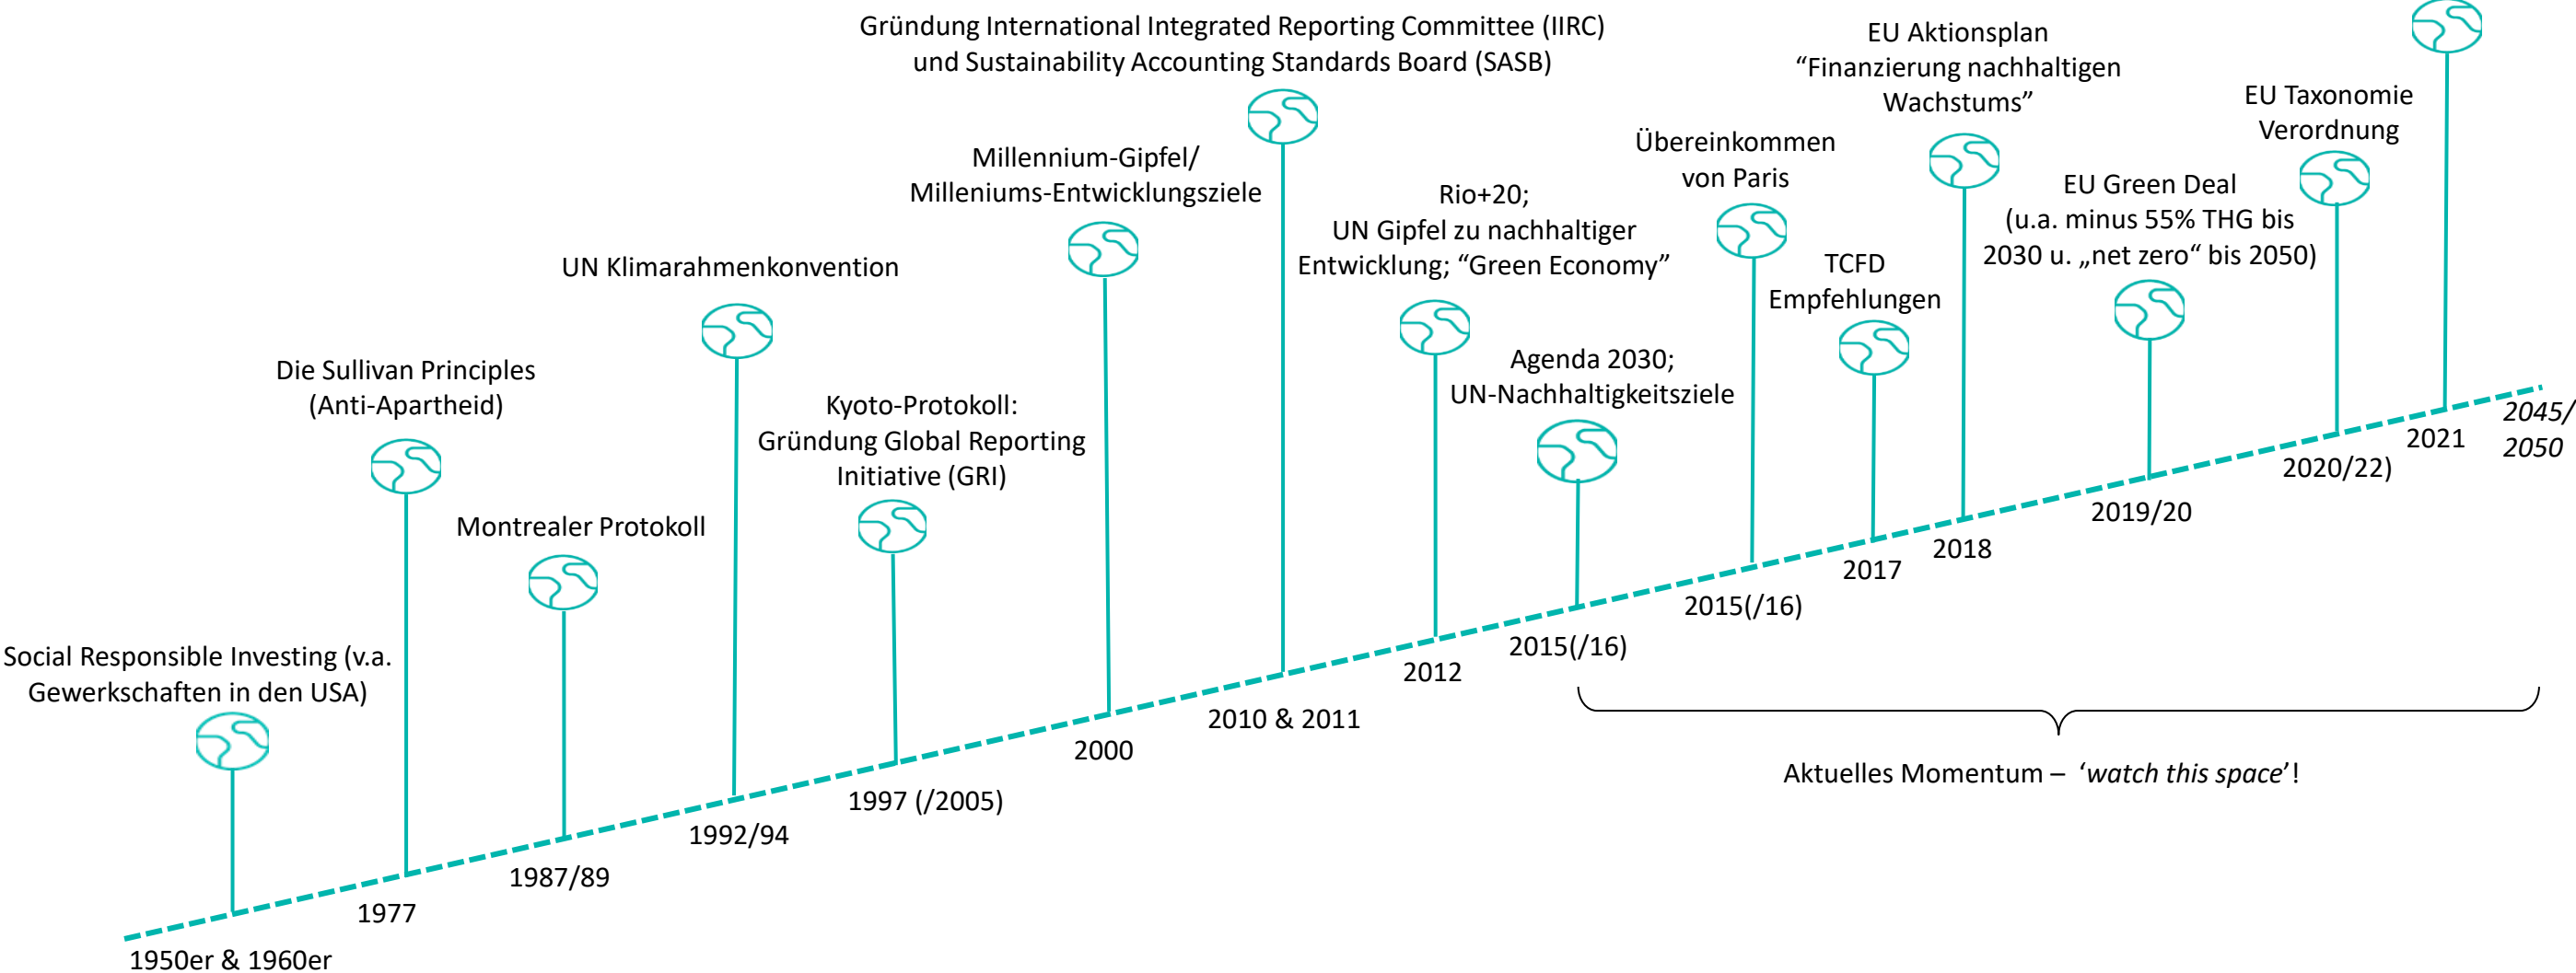 Gründung International Integrated Reporting Committee (IIRC)
und Sustainability Accounting Standards Board (SASB)
EU Aktionsplan
“Finanzierung nachhaltigen
Wachstums”
EU Taxonomie
Verordnung
Millennium-Gipfel/
Milleniums-Entwicklungsziele
Übereinkommen
von Paris
Rio+20;
UN Gipfel zu nachhaltiger
Entwicklung; “Green Economy”
EU Green Deal
(u.a. minus 55% THG bis
2030 u. „net zero“ bis 2050)
UN Klimarahmenkonvention
TCFD
Empfehlungen
Die Sullivan Principles
(Anti-Apartheid)
Kyoto-Protokoll:
Gründung Global Reporting
Initiative (GRI)
Agenda 2030;
UN-Nachhaltigkeitsziele
Montrealer Protokoll
Social Responsible Investing (v.a.
Gewerkschaften in den USA)
1950er & 1960er
1977
1987/89
1992/94
1997 (/2005)
2000
2010 & 2011
2012
2015(/16)
2015(/16)
2017
2018
2019/20
2020/22)
2021
2045/
2050
Aktuelles Momentum – ‘watch this space’!